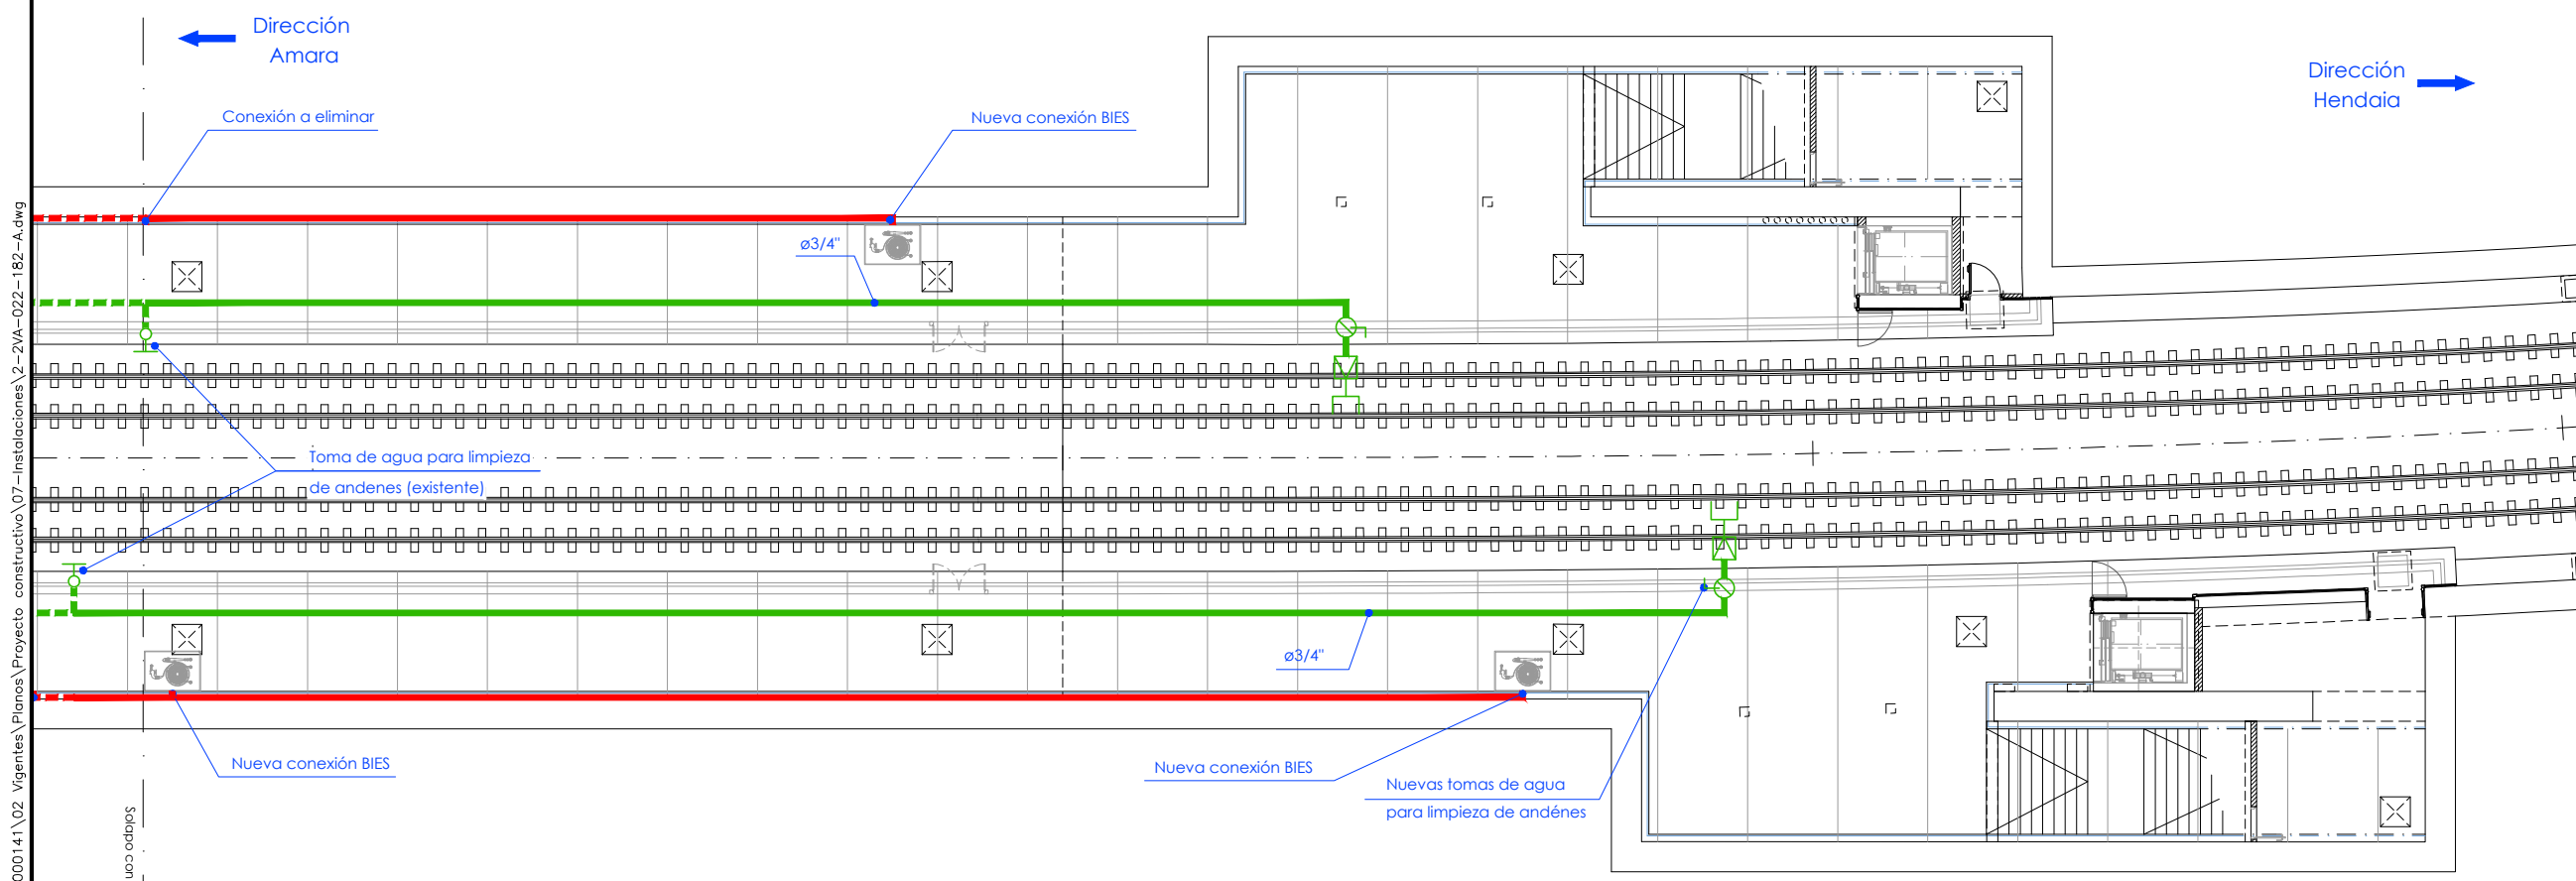 Dirección
Amara
Dirección
Hendaia
Conexión a eliminar
Nueva conexión BIES
ø3/4"
Toma de agua para limpieza
de andenes (existente)
ø3/4"
Nueva conexión BIES
Nueva conexión BIES
Nuevas tomas de agua
para limpieza de andénes
Solapo con
000141\02 Vigentes\Planos\Proyecto constructivo\07-Instalaciones\2-2VA-022-182-A.dwg